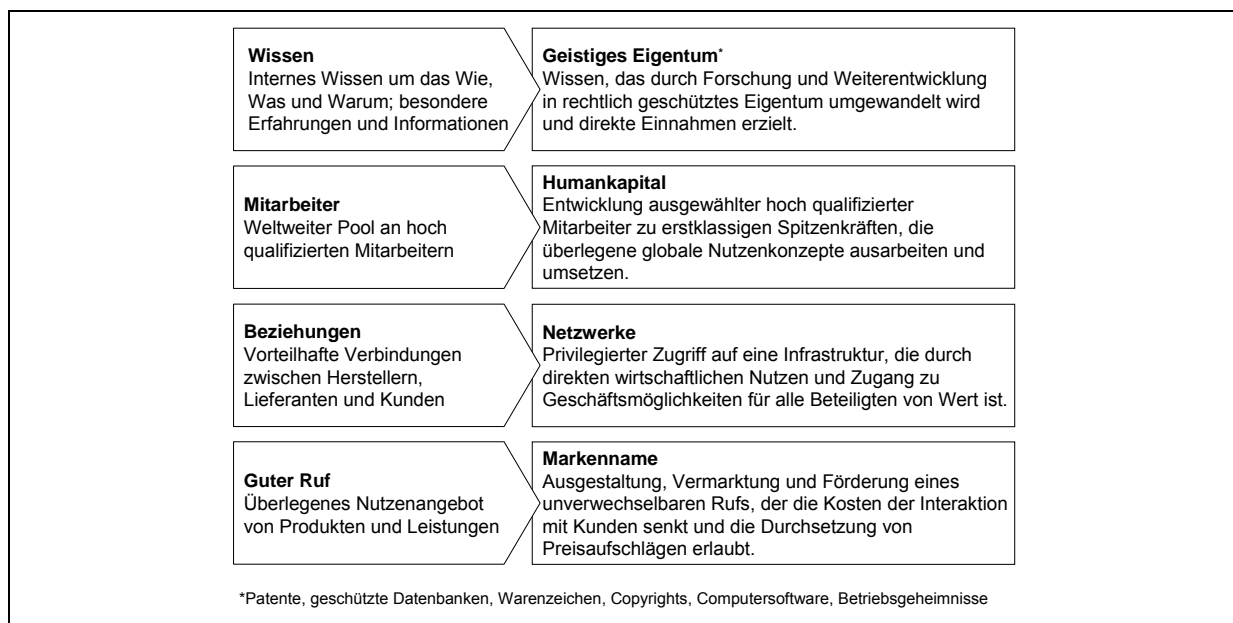 Wissen
Internes Wissen um das Wie,
Was und Warum; besondere
Erfahrungen und Informationen
Geistiges Eigentum*
Wissen, das durch Forschung und Weiterentwicklung
in rechtlich geschütztes Eigentum umgewandelt wird
und direkte Einnahmen erzielt.
Mitarbeiter
Weltweiter Pool an hoch
qualifizierten Mitarbeitern
Humankapital
Entwicklung ausgewählter hoch qualifizierter
Mitarbeiter zu erstklassigen Spitzenkräften, die
überlegene globale Nutzenkonzepte ausarbeiten und
umsetzen.
Beziehungen
Vorteilhafte Verbindungen
zwischen Herstellern,
Lieferanten und Kunden
Netzwerke
Privilegierter Zugriff auf eine Infrastruktur, die durch
direkten wirtschaftlichen Nutzen und Zugang zu
Geschäftsmöglichkeiten für alle Beteiligten von Wert ist.
Guter Ruf
Überlegenes Nutzenangebot
von Produkten und Leistungen
Markenname
Ausgestaltung, Vermarktung und Förderung eines
unverwechselbaren Rufs, der die Kosten der Interaktion
mit Kunden senkt und die Durchsetzung von
Preisaufschlägen erlaubt.
*Patente, geschützte Datenbanken, Warenzeichen, Copyrights, Computersoftware, Betriebsgeheimnisse